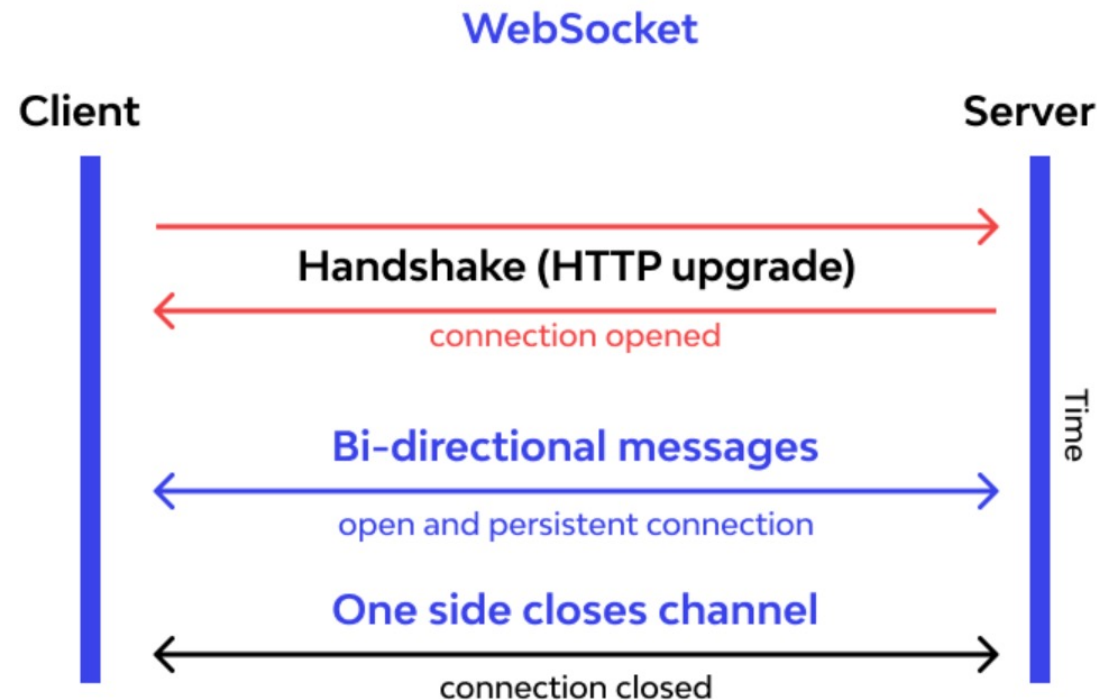 WebSocket
Client
Server
Handshake (HTTP upgrade)
connection opened
Time
Bi-directional messages
open and persistent connection
One side closes channel
connection closed